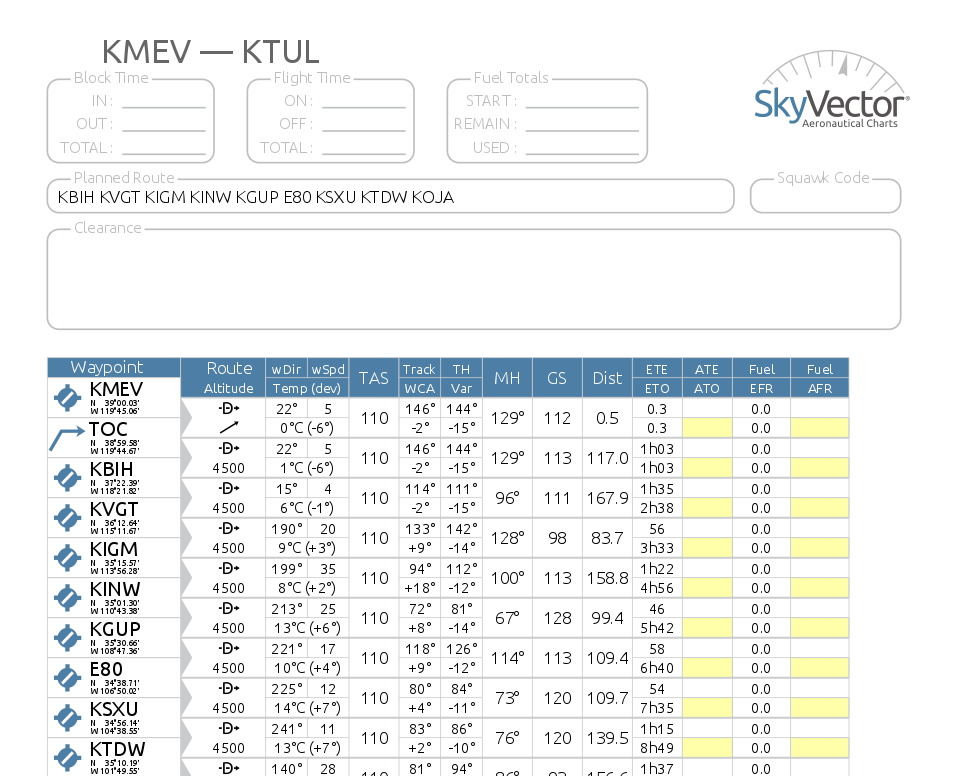 KMEV — KTUL
Block Time Flight Time Fuel Totals
IN : ON : START :
OUT : OFF : REMAIN :
TOTAL : TOTAL : USED :
SkyVector®
Aeronautical Charts
Planned Route Squawk Code
KBIH KVGT KIGM KINW KGUP E80 KSXU KTDW KOJA
Clearance
Waypoint Route wDir wSpd TAS Track TH MH GS Dist ETE ATE Fuel Fuel
Altitude Temp (dev) WCA Var ETO ATO EFR AFR
KMEV
N 39°00.03'
W 119°45.06'
-D→ 22° 5 110 146° 144° 129° 112 0.5 0.3 0.0
0°C (-6°) -2° -15° 0.3 0.0
TOC
N 38°59.58'
W 119°44.67'
-D→ 22° 5 110 146° 144° 129° 113 117.0 1h03 0.0
4500 1°C (-6°) -2° -15° 1h03 0.0
KBIH
N 37°22.39'
W 118°21.82'
-D→ 15° 4 110 114° 111° 96° 111 167.9 1h35 0.0
4500 6°C (-1°) -2° -15° 2h38 0.0
KVGT
N 36°12.64'
W 115°11.67'
-D→ 190° 20 110 133° 142° 128° 98 83.7 56 0.0
4500 9°C (+3°) +9° -14° 3h33 0.0
KIGM
N 35°15.57'
W 113°56.28'
-D→ 199° 35 110 94° 112° 100° 113 158.8 1h22 0.0
4500 8°C (+2°) +18° -12° 4h56 0.0
KINW
N 35°01.30'
W 110°43.38'
-D→ 213° 25 110 72° 81° 67° 128 99.4 46 0.0
4500 13°C (+6°) +8° -14° 5h42 0.0
KGUP
N 35°30.66'
W 108°47.36'
-D→ 221° 17 110 118° 126° 114° 113 109.4 58 0.0
4500 10°C (+4°) +9° -12° 6h40 0.0
E80
N 34°38.71'
W 106°50.02'
-D→ 225° 12 110 80° 84° 73° 120 109.7 54 0.0
4500 14°C (+7°) +4° -11° 7h35 0.0
KSXU
N 34°56.14'
W 104°38.55'
-D→ 241° 11 110 83° 86° 76° 120 139.5 1h15 0.0
4500 13°C (+7°) +2° -10° 8h49 0.0
KTDW
N 35°10.19'
W 101°49.55'
-D→ 140° 28 110 81° 94° 1h37 0.0